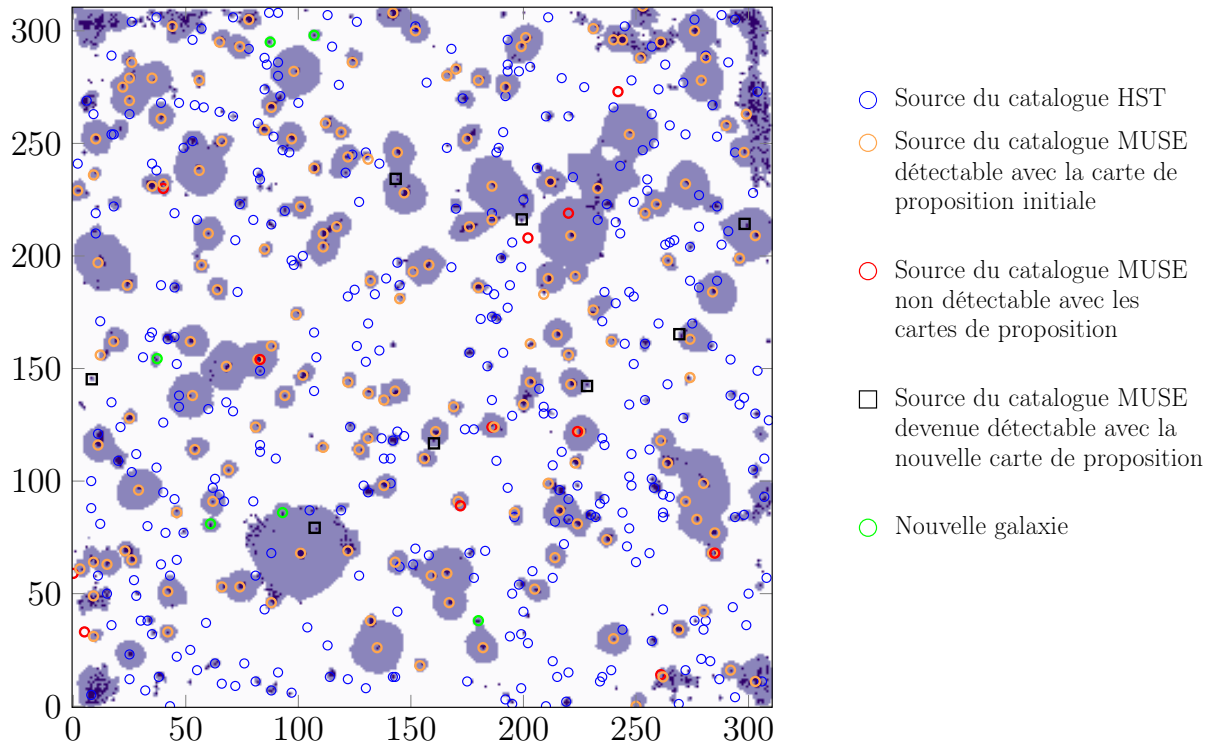 300
250
200
150
100
50
0
0 50 100 150 200 250 300
Source du catalogue HST
Source du catalogue MUSE
détectable avec la carte de
proposition initiale
Source du catalogue MUSE
non détectable avec les
cartes de proposition
Source du catalogue MUSE
devenue détectable avec la
nouvelle carte de proposition
Nouvelle galaxie